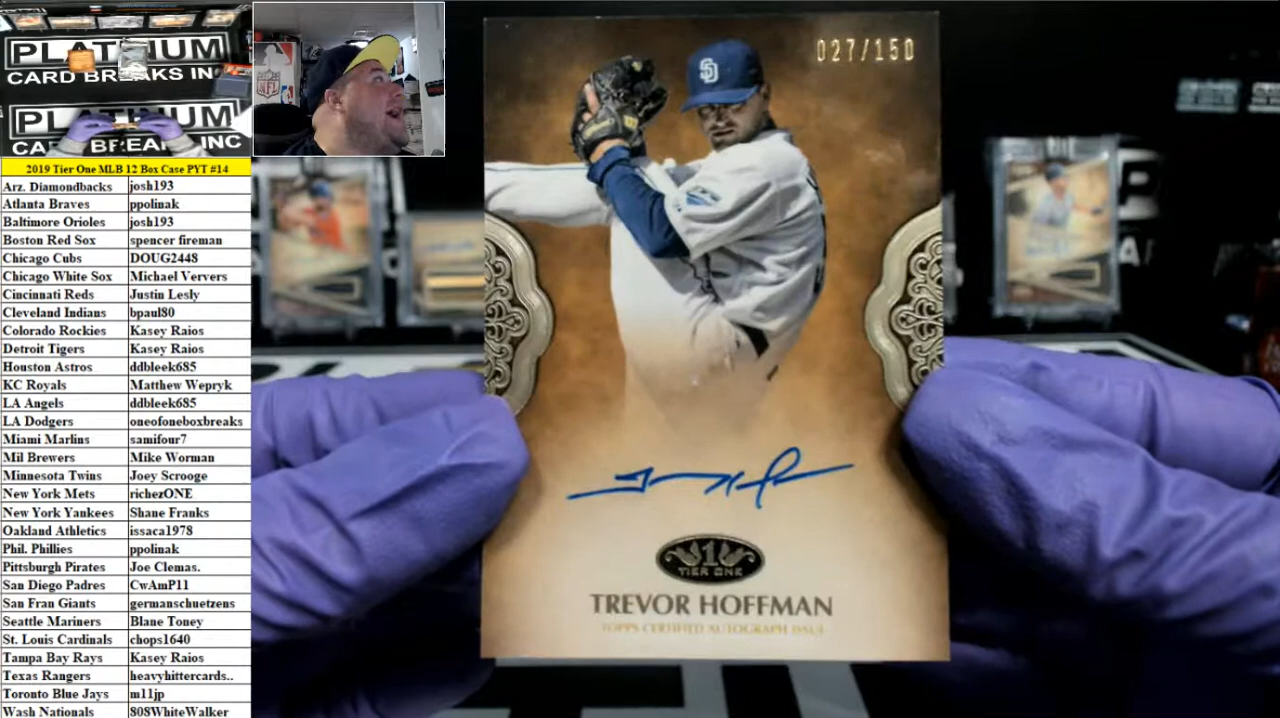 PLATINUM
CARD BREAKS INC
PLATINUM
CARD BREAKS INC
MLB
NFL
2019 Tier One MLB 12 Box Case PYT #14
Arz. Diamondbacks josh193
Atlanta Braves ppolinak
Baltimore Orioles josh193
Boston Red Sox spencer fireman
Chicago Cubs DOUG2448
Chicago White Sox Michael Ververs
Cincinnati Reds Justin Lesly
Cleveland Indians bpaul80
Colorado Rockies Kasey Raios
Detroit Tigers Kasey Raios
Houston Astros ddbleek685
KC Royals Matthew Wepryk
LA Angels ddbleek685
LA Dodgers oneofoneboxbreaks
Miami Marlins samifour7
Mil Brewers Mike Worman
Minnesota Twins Joey Scrooge
New York Mets richezONE
New York Yankees Shane Franks
Oakland Athletics issaca1978
Phil. Phillies ppolinak
Pittsburgh Pirates Joe Clemas.
San Diego Padres CwAmP11
San Fran Giants germanschuetzens
Seattle Mariners Blane Toney
St. Louis Cardinals chops1640
Tampa Bay Rays Kasey Raios
Texas Rangers heavyhittercards..
Toronto Blue Jays m11jp
Wash Nationals 808WhiteWalker
027/150
SD
1
TIER ONE
TREVOR HOFFMAN
TOPPS CERTIFIED AUTOGRAPH ISSUE